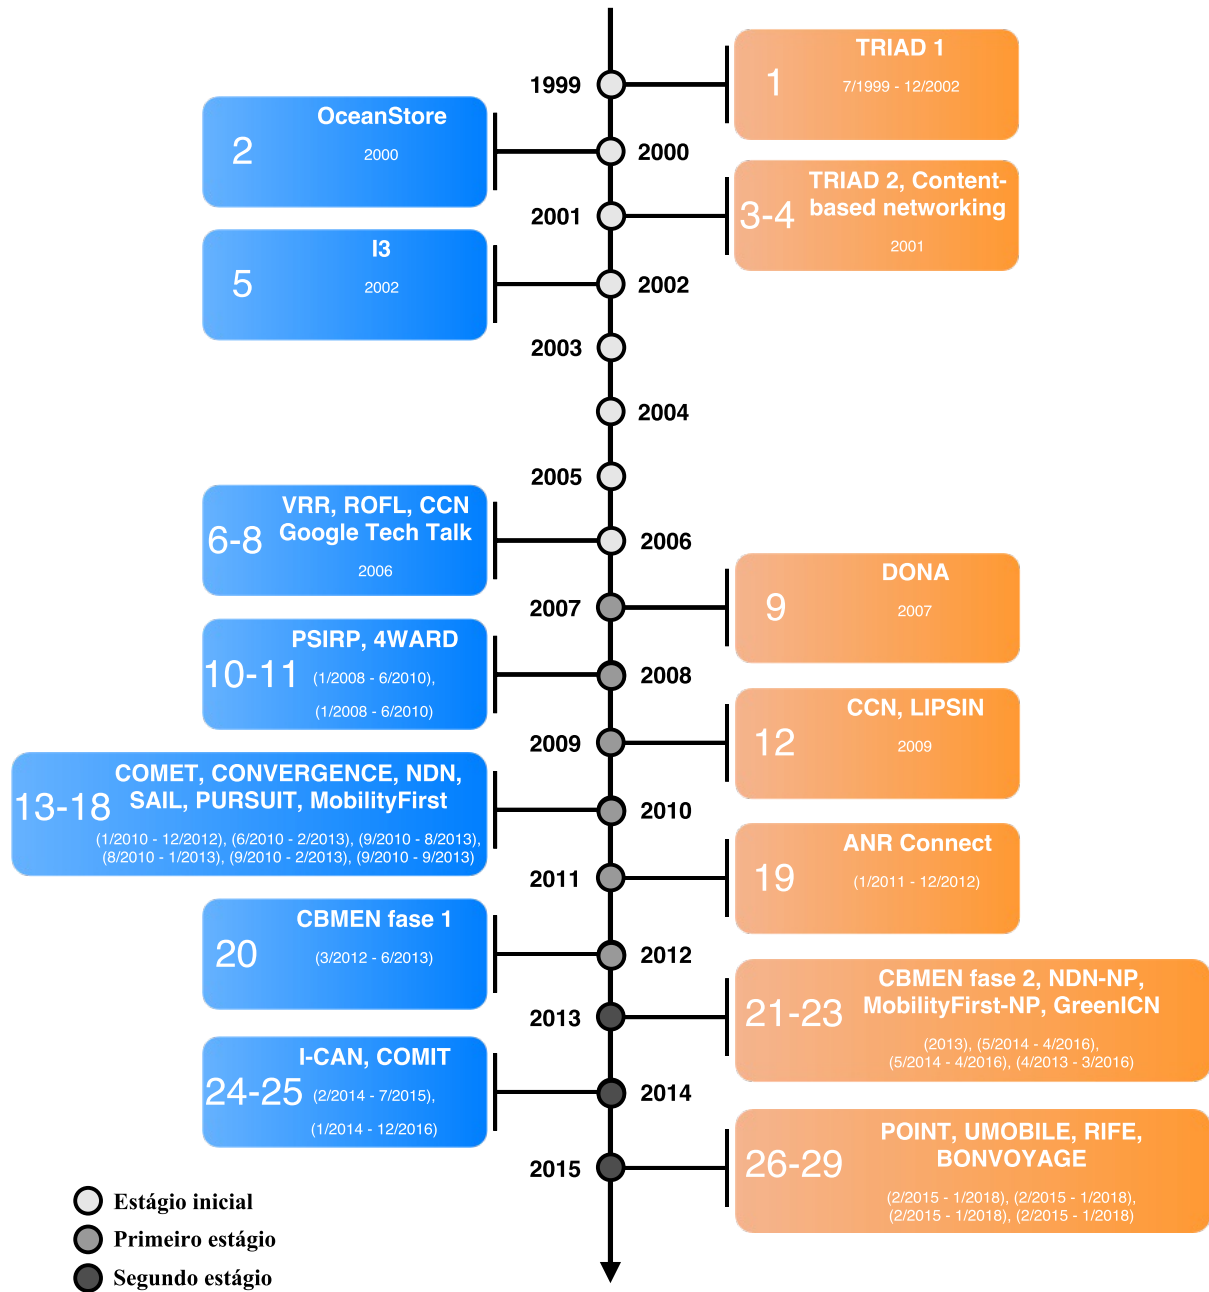 1999
1
TRIAD 1
7/1999 - 12/2002
2
OceanStore
2000
2000
3-4
TRIAD 2, Content-
based networking
2001
2001
5
I3
2002
2002
2003
2004
2005
6-8
VRR, ROFL, CCN
Google Tech Talk
2006
2006
2007
9
DONA
2007
10-11
PSIRP, 4WARD
(1/2008 - 6/2010),
(1/2008 - 6/2010)
2008
2009
12
CCN, LIPSIN
2009
13-18
COMET, CONVERGENCE, NDN,
SAIL, PURSUIT, MobilityFirst
(1/2010 - 12/2012), (6/2010 - 2/2013), (9/2010 - 8/2013),
(8/2010 - 1/2013), (9/2010 - 2/2013), (9/2010 - 9/2013)
2010
2011
19
ANR Connect
(1/2011 - 12/2012)
20
CBMEN fase 1
(3/2012 - 6/2013)
2012
2013
21-23
CBMEN fase 2, NDN-NP,
MobilityFirst-NP, GreenICN
(2013), (5/2014 - 4/2016),
(5/2014 - 4/2016), (4/2013 - 3/2016)
24-25
I-CAN, COMIT
(2/2014 - 7/2015),
(1/2014 - 12/2016)
2014
2015
26-29
POINT, UMOBILE, RIFE,
BONVOYAGE
(2/2015 - 1/2018), (2/2015 - 1/2018),
(2/2015 - 1/2018), (2/2015 - 1/2018)
Estágio inicial
Primeiro estágio
Segundo estágio